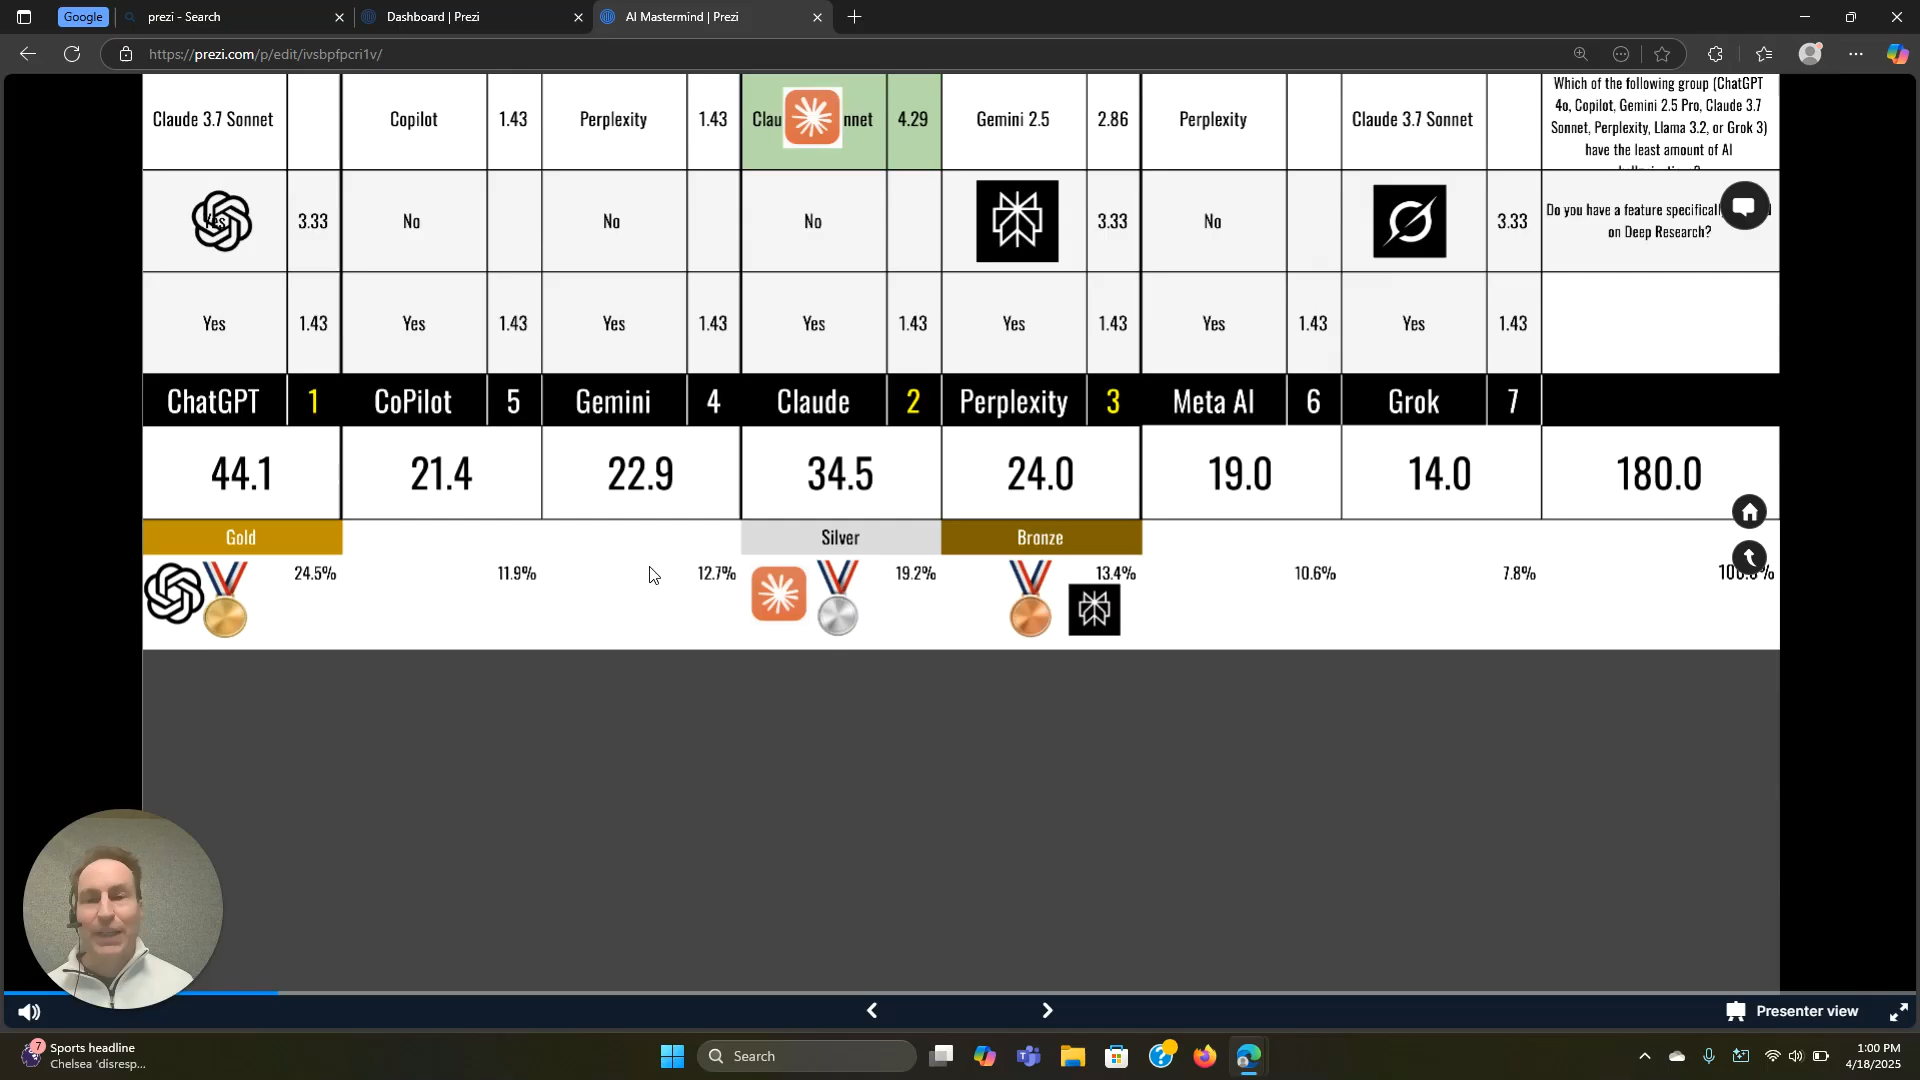 Google
prezi - Search
Dashboard | Prezi
AI Mastermind | Prezi
https://prezi.com/p/edit/ivsbpfpcri1v/
Claude 3.7 Sonnet
Copilot
1.43
Perplexity
1.43
Clau nnet
4.29
Gemini 2.5
2.86
Perplexity
Claude 3.7 Sonnet
Which of the following group (ChatGPT
4o, Copilot, Gemini 2.5 Pro, Claude 3.7
Sonnet, Perplexity, Llama 3.2, or Grok 3)
have the least amount of AI
Yes
3.33
No
No
No
3.33
No
3.33
Do you have a feature specifically
on Deep Research?
Yes
1.43
Yes
1.43
Yes
1.43
Yes
1.43
Yes
1.43
Yes
1.43
Yes
1.43
ChatGPT
1
CoPilot
5
Gemini
4
Claude
2
Perplexity
3
Meta AI
6
Grok
7
44.1
21.4
22.9
34.5
24.0
19.0
14.0
180.0
Gold
Silver
Bronze
24.5%
11.9%
12.7%
19.2%
13.4%
10.6%
7.8%
100.0%
Presenter view
7
Sports headline
Chelsea 'disresp...
Search
1:00 PM
4/18/2025